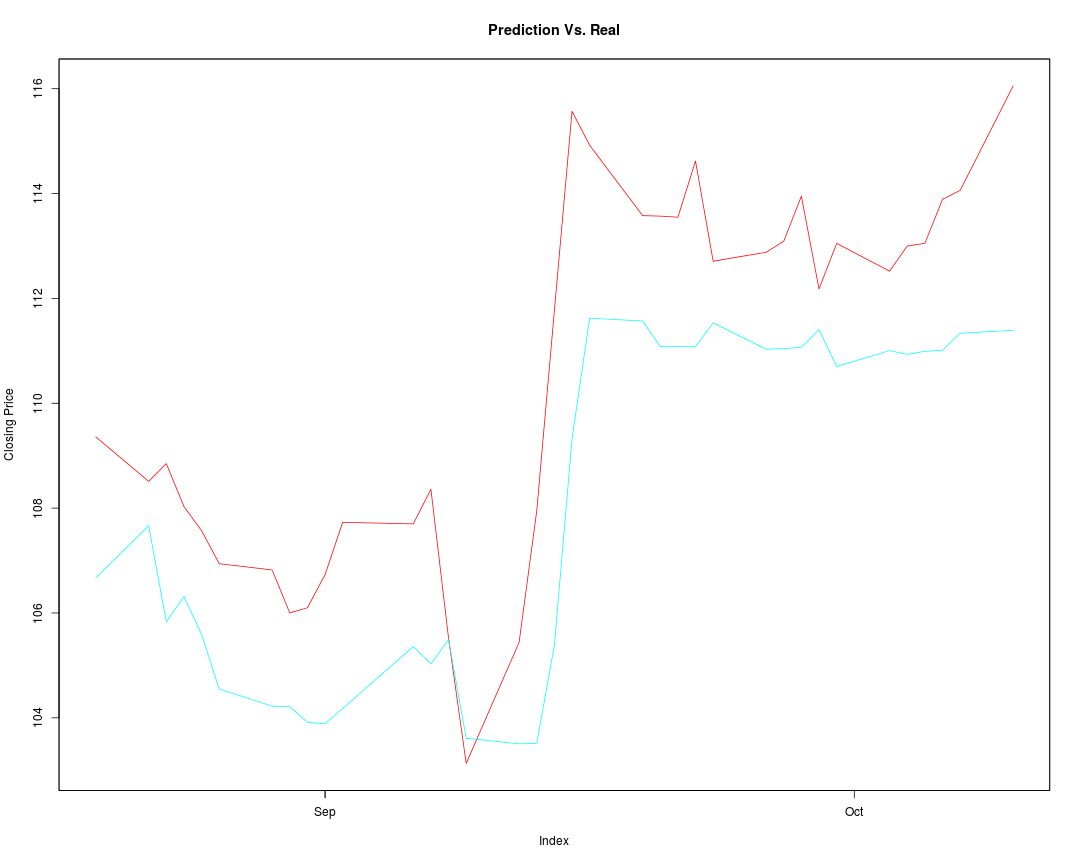 Prediction Vs. Real
116
114
112
110
108
106
104
Closing Price
Sep
Oct
Index